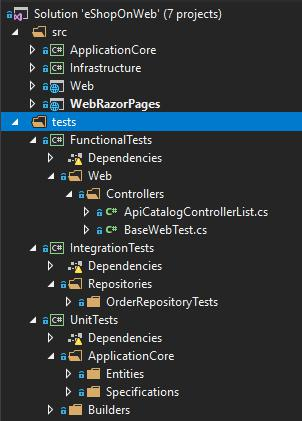 Solution 'eShopOnWeb' (7 projects)
src
C# ApplicationCore
C# Infrastructure
Web
WebRazorPages
tests
C# FunctionalTests
Dependencies
Web
Controllers
C# ApiCatalogControllerList.cs
C# BaseWebTest.cs
C# IntegrationTests
Dependencies
Repositories
OrderRepositoryTests
C# UnitTests
Dependencies
ApplicationCore
Entities
Specifications
Builders